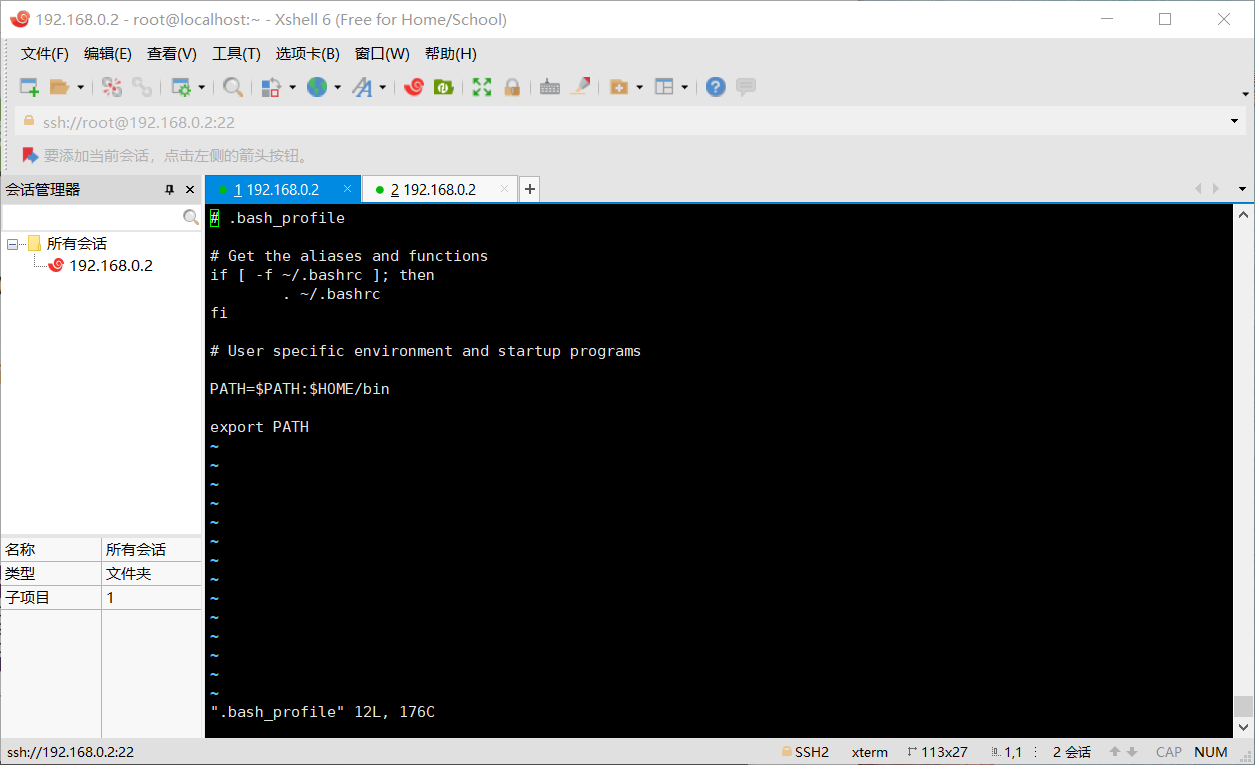 192.168.0.2 - root@localhost:~ - Xshell 6 (Free for Home/School)
文件(F) 编辑(E) 查看(V) 工具(T) 选项卡(B) 窗口(W) 帮助(H)
ssh://root@192.168.0.2:22
要添加当前会话，点击左侧的箭头按钮。
会话管理器
1 192.168.0.2
2 192.168.0.2
所有会话
192.168.0.2
名称 所有会话
类型 文件夹
子项目 1
# .bash_profile
# Get the aliases and functions
if [ -f ~/.bashrc ]; then
. ~/.bashrc
fi
# User specific environment and startup programs
PATH=$PATH:$HOME/bin
export PATH
~
~
~
~
~
~
~
~
~
~
~
~
~
~
".bash_profile" 12L, 176C
ssh://192.168.0.2:22 SSH2 xterm 113x27 1,1 2 会话 CAP NUM